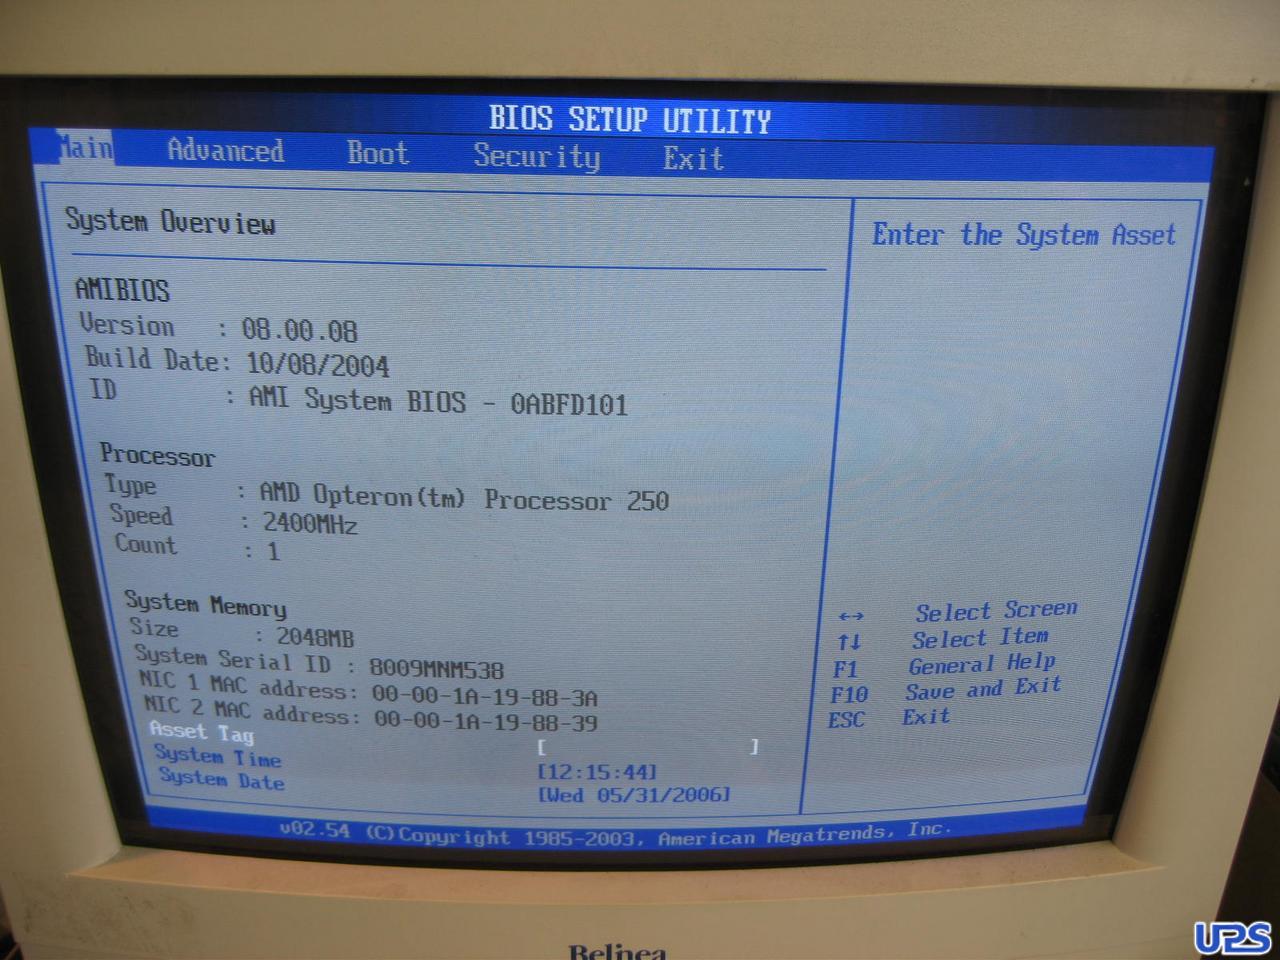 BIOS SETUP UTILITY
Main Advanced Boot Security Exit
System Overview
AMIBIOS
Version : 08.00.08
Build Date: 10/08/2004
ID : AMI System BIOS - 0ABFD101
Processor
Type : AMD Opteron(tm) Processor 250
Speed : 2400MHz
Count : 1
System Memory
Size : 2048MB
System Serial ID : 8009MNM538
NIC 1 MAC address: 00-00-1A-19-88-3A
NIC 2 MAC address: 00-00-1A-19-88-39
Asset Tag [ ]
System Time [12:15:44]
System Date [Wed 05/31/2006]
Enter the System Asset
↔ Select Screen
↑↓ Select Item
F1 General Help
F10 Save and Exit
ESC Exit
v02.54 (C)Copyright 1985-2003, American Megatrends, Inc.
Belinea
UPS